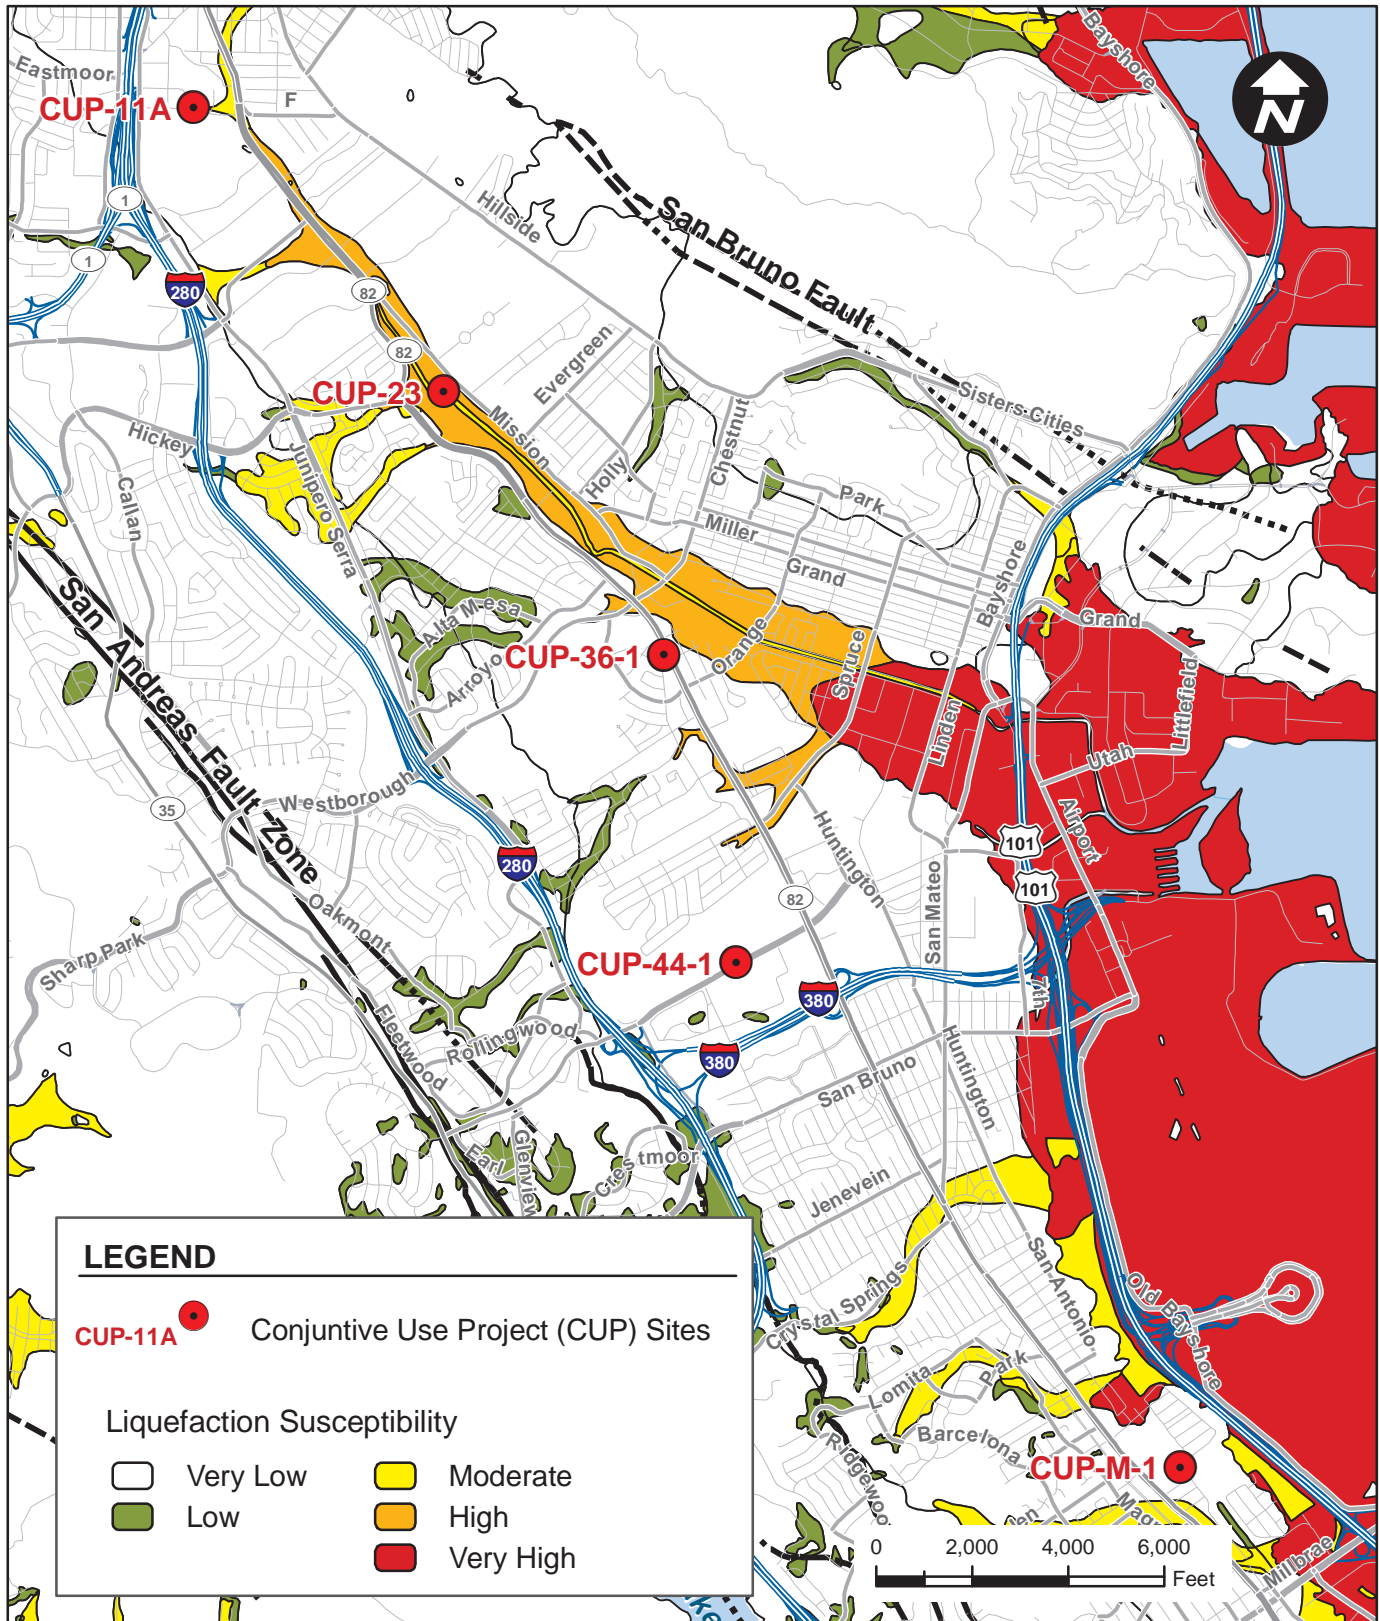 Eastmoor
CUP-11A
F
Bayshore
N
1
1
280
Hillside
San Bruno Fault
82
82
CUP-23
Evergreen
Mission
Holly
Chestnut
Sisters Cities
Hickey
Callan
Junipero Serra
Park
Miller
Grand
Bayshore
Grand
San Andreas Fault Zone
Alta Mesa
Arroyo
CUP-36-1
Orange
Spruce
Linden
Littlefield
Utah
Airport
35
Westborough
280
Huntington
101
101
82
San Mateo
Oakmont
Sharp Park
CUP-44-1
380
7th
Fleetwood
Rollingwood
380
San Bruno
Huntington
Earl
Glenview
Crestmoor
Jenevein
San Antonio
Crystal Springs
Old Bayshore
Lomita
Park
Barcelona
Ridgewoo
CUP-M-1
Millbrae
LEGEND
CUP-11A
Conjuntive Use Project (CUP) Sites
Liquefaction Susceptibility
Very Low
Low
Moderate
High
Very High
0 2,000 4,000 6,000
Feet